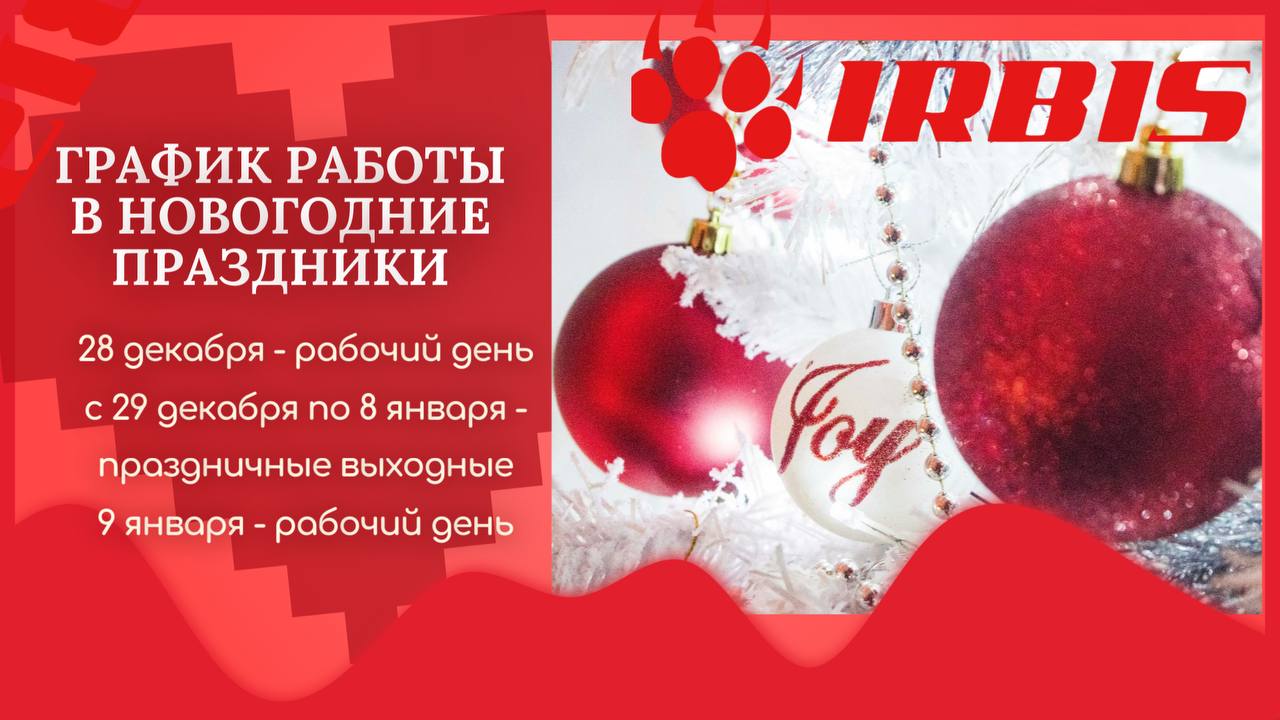 ГРАФИК РАБОТЫ
В НОВОГОДНИЕ
ПРАЗДНИКИ
28 декабря - рабочий день
с 29 декабря по 8 января -
праздничные выходные
9 января - рабочий день
IRBIS
Joy